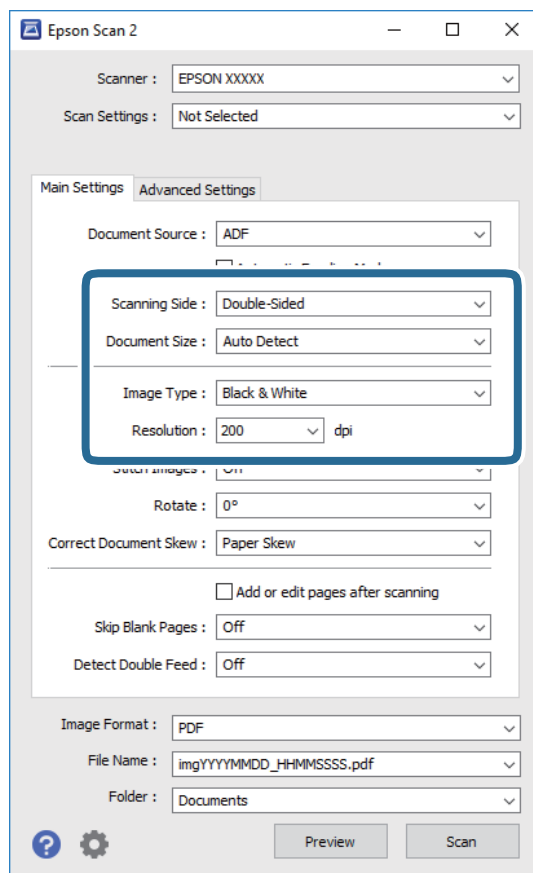 Epson Scan 2
Scanner : EPSON XXXXX
Scan Settings : Not Selected
Main Settings Advanced Settings
Document Source : ADF
Scanning Side : Double-Sided
Document Size : Auto Detect
Image Type : Black & White
Resolution : 200 dpi
Stitch Images : Off
Rotate : 0°
Correct Document Skew : Paper Skew
Add or edit pages after scanning
Skip Blank Pages : Off
Detect Double Feed : Off
Image Format : PDF
File Name : imgYYYYMMDD_HHMMSSSS.pdf
Folder : Documents
?
Preview Scan